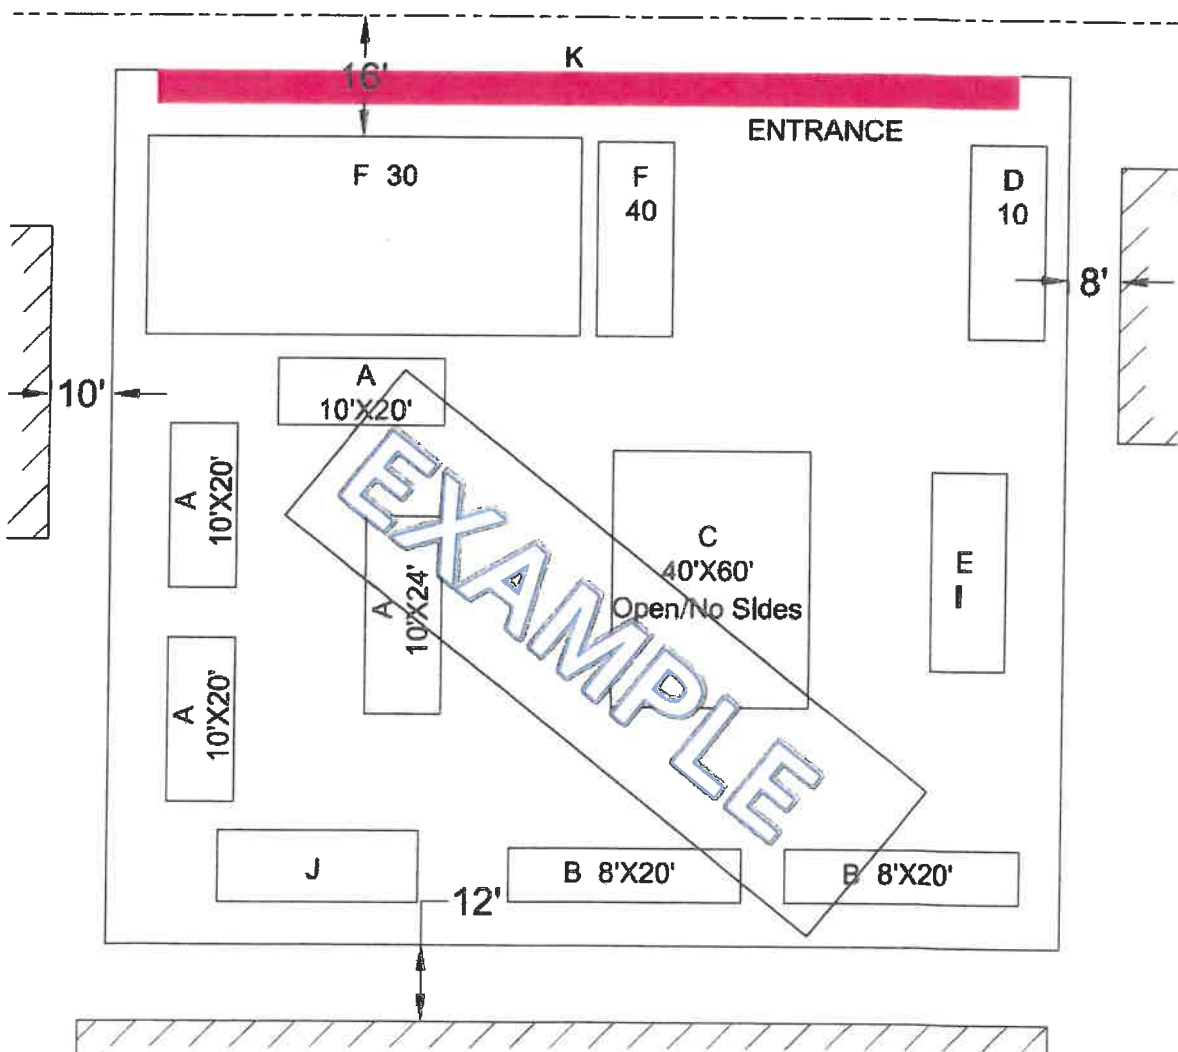 K
16'
ENTRANCE
F 30
F
40
D
10
8'
10'
A
10'X20'
A
10'X20'
C
40'X60'
Open/No Sides
E
I
A
10'X24'
A
10'X20'
EXAMPLE
J
B 8'X20'
B 8'X20'
12'